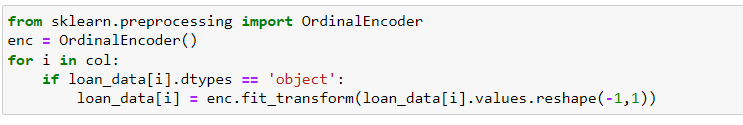 from sklearn.preprocessing import OrdinalEncoder
enc = OrdinalEncoder()
for i in col:
    if loan_data[i].dtypes == 'object':
        loan_data[i] = enc.fit_transform(loan_data[i].values.reshape(-1,1))